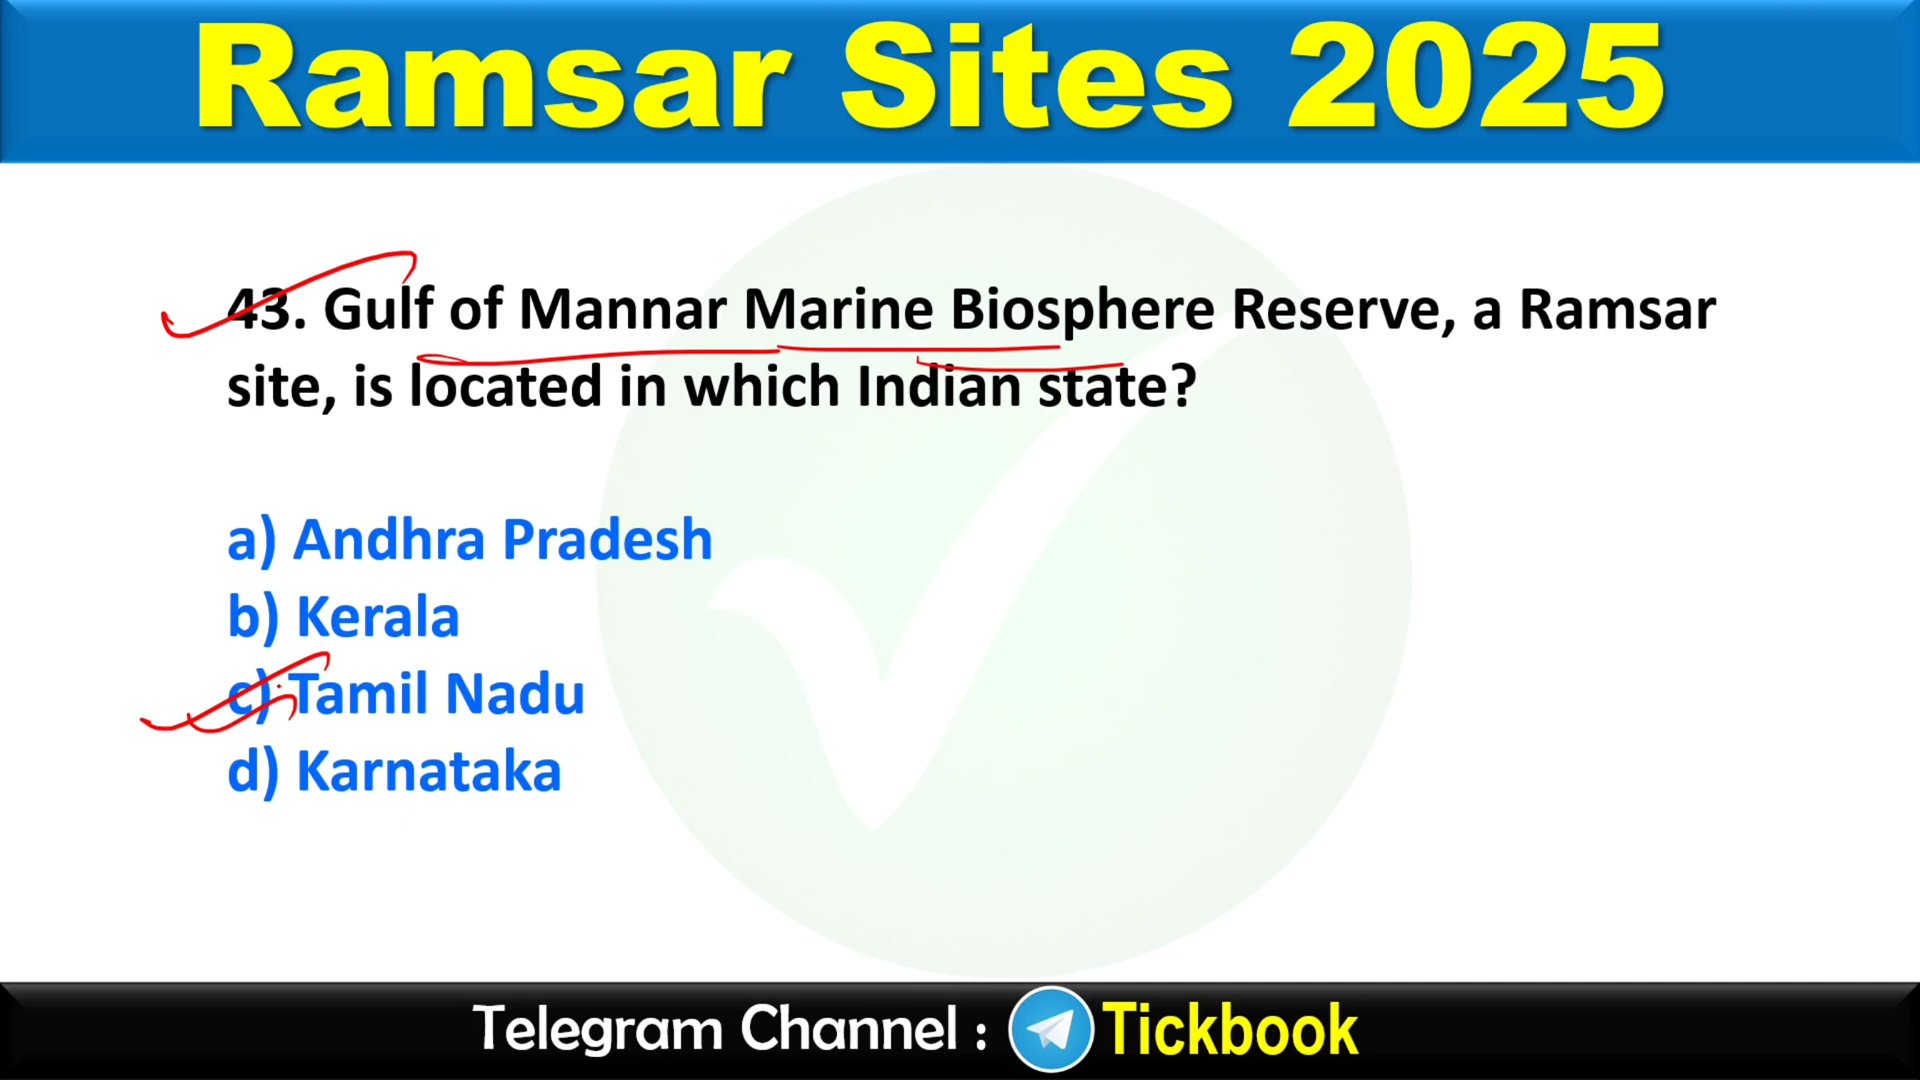 Ramsar Sites 2025
43. Gulf of Mannar Marine Biosphere Reserve, a Ramsar
site, is located in which Indian state?
a) Andhra Pradesh
b) Kerala
c) Tamil Nadu
d) Karnataka
Telegram Channel : Tickbook